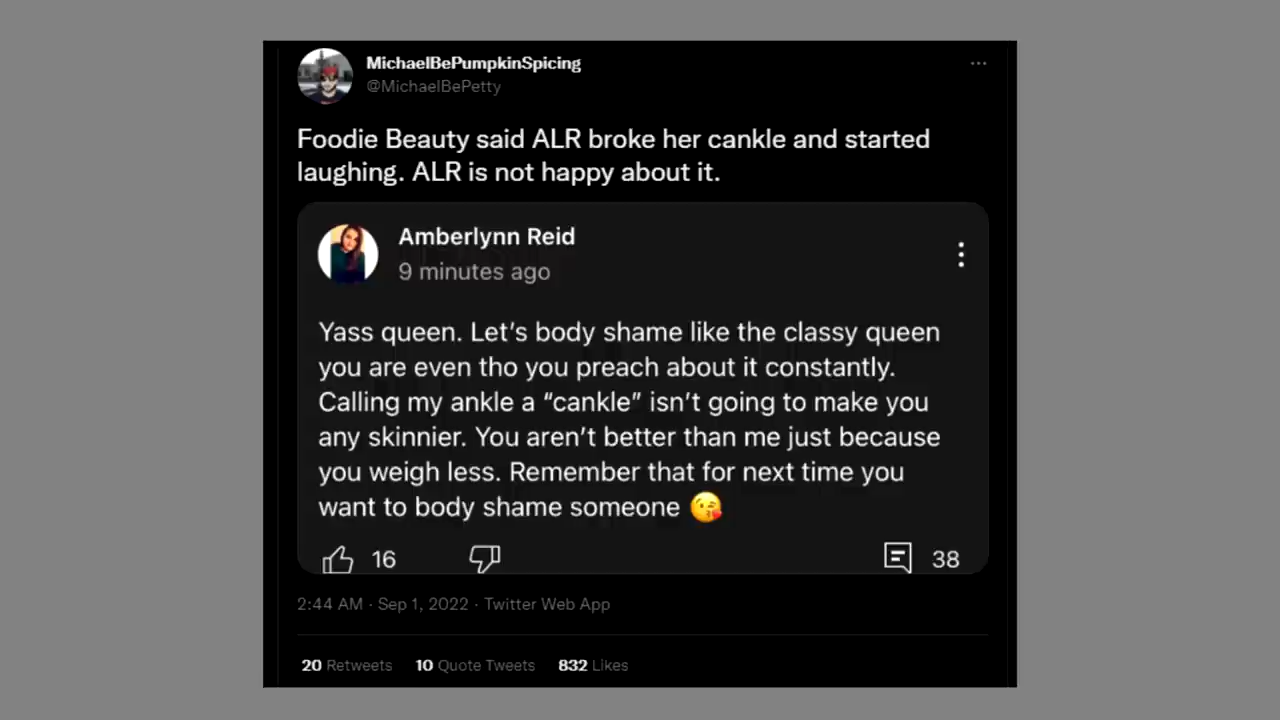 MichaelBePumpkinSpicing
@MichaelBePetty
Foodie Beauty said ALR broke her cankle and started
laughing. ALR is not happy about it.
Amberlynn Reid
9 minutes ago
Yass queen. Let’s body shame like the classy queen
you are even tho you preach about it constantly.
Calling my ankle a “cankle” isn’t going to make you
any skinnier. You aren’t better than me just because
you weigh less. Remember that for next time you
want to body shame someone 😘
16 38
2:44 AM · Sep 1, 2022 · Twitter Web App
20 Retweets 10 Quote Tweets 832 Likes